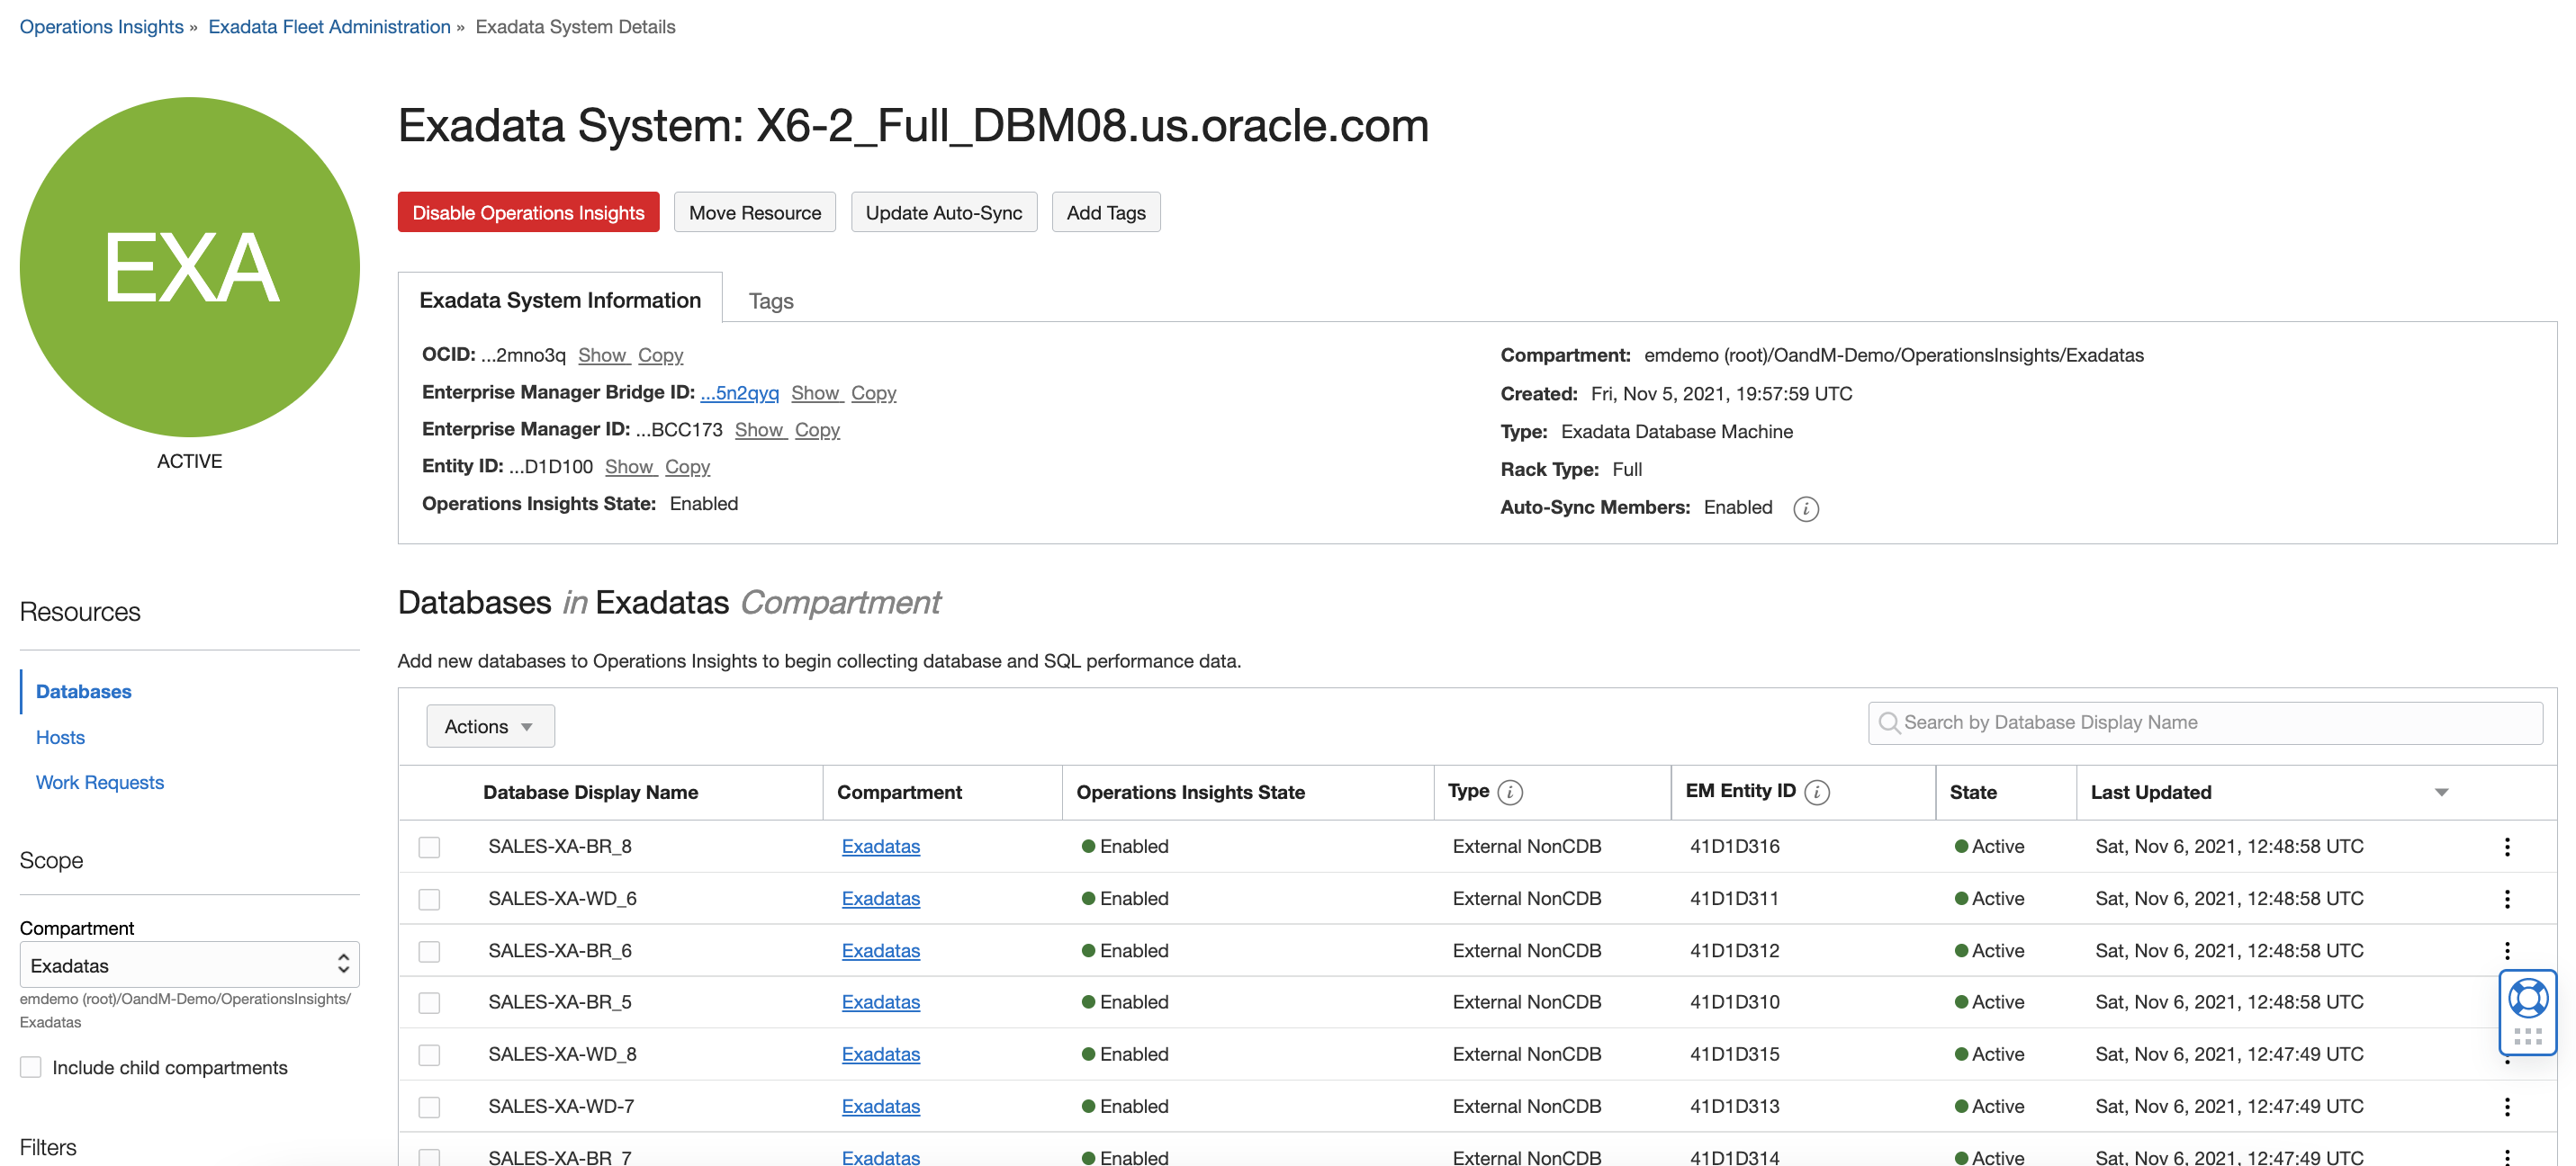 Operations Insights » Exadata Fleet Administration » Exadata System Details
EXA
ACTIVE
Exadata System: X6-2_Full_DBM08.us.oracle.com
Disable Operations Insights Move Resource Update Auto-Sync Add Tags
Exadata System Information Tags
OCID: ...2mno3q Show Copy
Enterprise Manager Bridge ID: ...5n2qyq Show Copy
Enterprise Manager ID: ...BCC173 Show Copy
Entity ID: ...D1D100 Show Copy
Operations Insights State: Enabled
Compartment: emdemo (root)/OandM-Demo/OperationsInsights/Exadatas
Created: Fri, Nov 5, 2021, 19:57:59 UTC
Type: Exadata Database Machine
Rack Type: Full
Auto-Sync Members: Enabled i
Resources
Databases
Hosts
Work Requests
Scope
Compartment
Exadatas
emdemo (root)/OandM-Demo/OperationsInsights/
Exadatas
Include child compartments
Filters
Databases in Exadatas Compartment
Add new databases to Operations Insights to begin collecting database and SQL performance data.
Actions
Search by Database Display Name
Database Display Name Compartment Operations Insights State Type i EM Entity ID i State Last Updated
SALES-XA-BR_8 Exadatas Enabled External NonCDB 41D1D316 Active Sat, Nov 6, 2021, 12:48:58 UTC
SALES-XA-WD_6 Exadatas Enabled External NonCDB 41D1D311 Active Sat, Nov 6, 2021, 12:48:58 UTC
SALES-XA-BR_6 Exadatas Enabled External NonCDB 41D1D312 Active Sat, Nov 6, 2021, 12:48:58 UTC
SALES-XA-BR_5 Exadatas Enabled External NonCDB 41D1D310 Active Sat, Nov 6, 2021, 12:48:58 UTC
SALES-XA-WD_8 Exadatas Enabled External NonCDB 41D1D315 Active Sat, Nov 6, 2021, 12:47:49 UTC
SALES-XA-WD-7 Exadatas Enabled External NonCDB 41D1D313 Active Sat, Nov 6, 2021, 12:47:49 UTC
SALES-XA-BR_7 Exadatas Enabled External NonCDB 41D1D314 Active Sat, Nov 6, 2021, 12:47:49 UTC